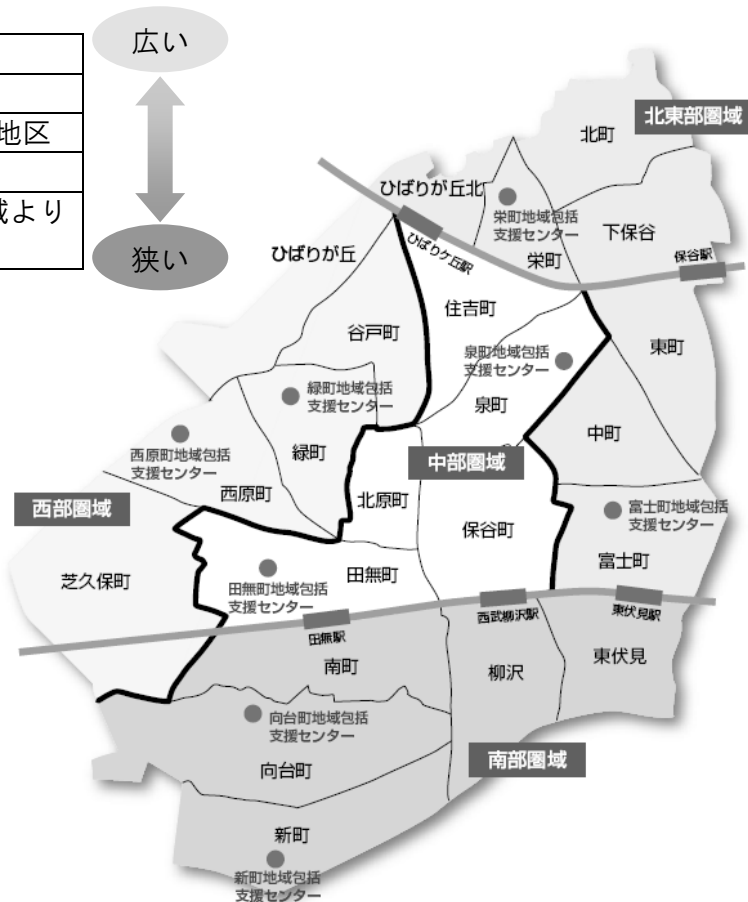 広い
地区
域より
狭い
北東部圏域
北町
ひばりが丘北
栄町地域包括
支援センター
下保谷
ひばりケ丘駅
栄町
保谷駅
ひばりが丘
住吉町
谷戸町
東町
泉町地域包括
支援センター
緑町地域包括
支援センター
泉町
中町
西原町地域包括
支援センター
緑町
中部圏域
西原町
北原町
西部圏域
富士町地域包括
支援センター
保谷町
富士町
芝久保町
田無町地域包括
支援センター
田無町
西武柳沢駅
東伏見駅
田無駅
南町
柳沢
東伏見
向台町地域包括
支援センター
向台町
南部圏域
新町
新町地域包括
支援センター